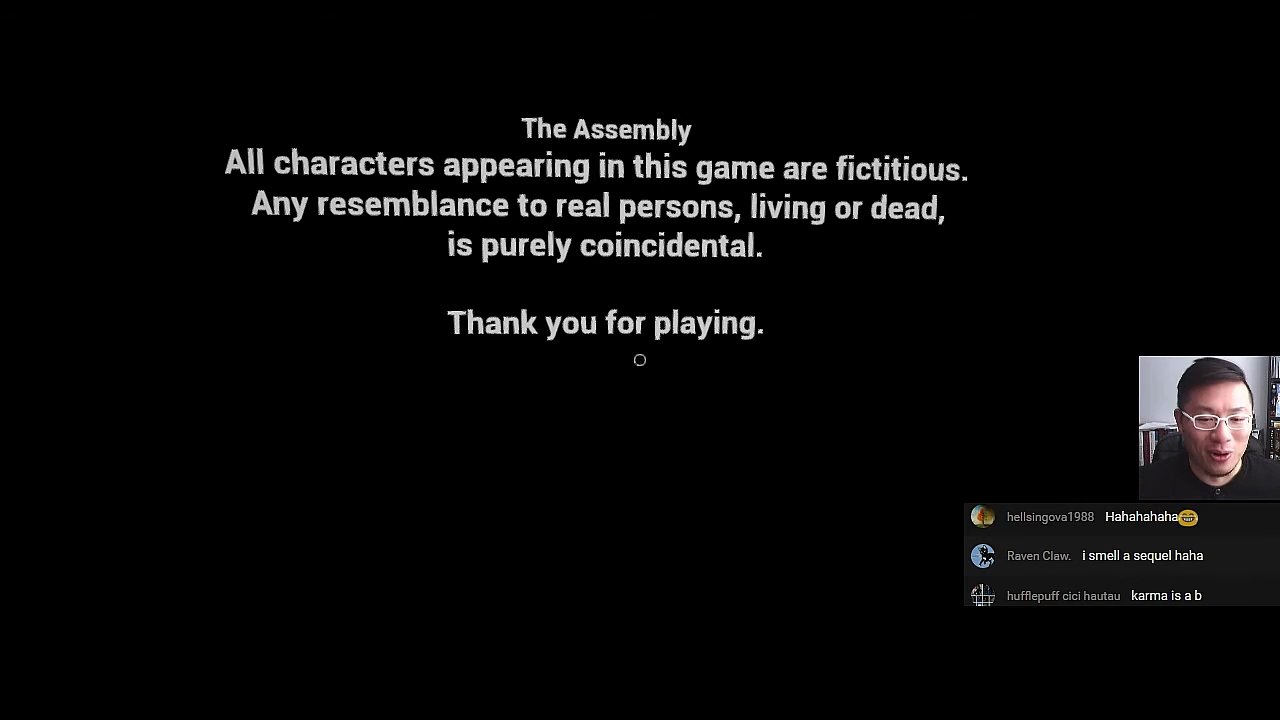 The Assembly
All characters appearing in this game are fictitious.
Any resemblance to real persons, living or dead,
is purely coincidental.
Thank you for playing.
hellsingova1988 Hahahahaha😁
Raven Claw. i smell a sequel haha
hufflepuff cici hautau karma is a b